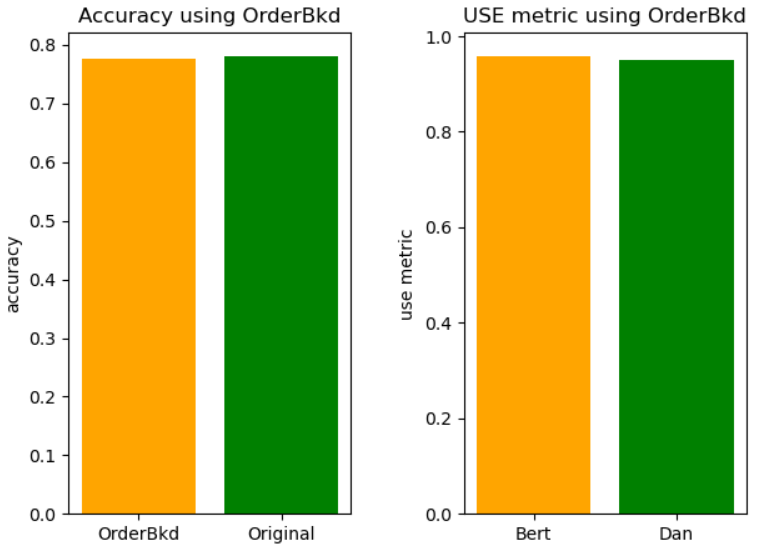 Accuracy using OrderBkd
0.8
0.7
0.6
0.5
0.4
0.3
0.2
0.1
0.0
accuracy
OrderBkd
Original
USE metric using OrderBkd
1.0
0.8
0.6
0.4
0.2
0.0
use metric
Bert
Dan